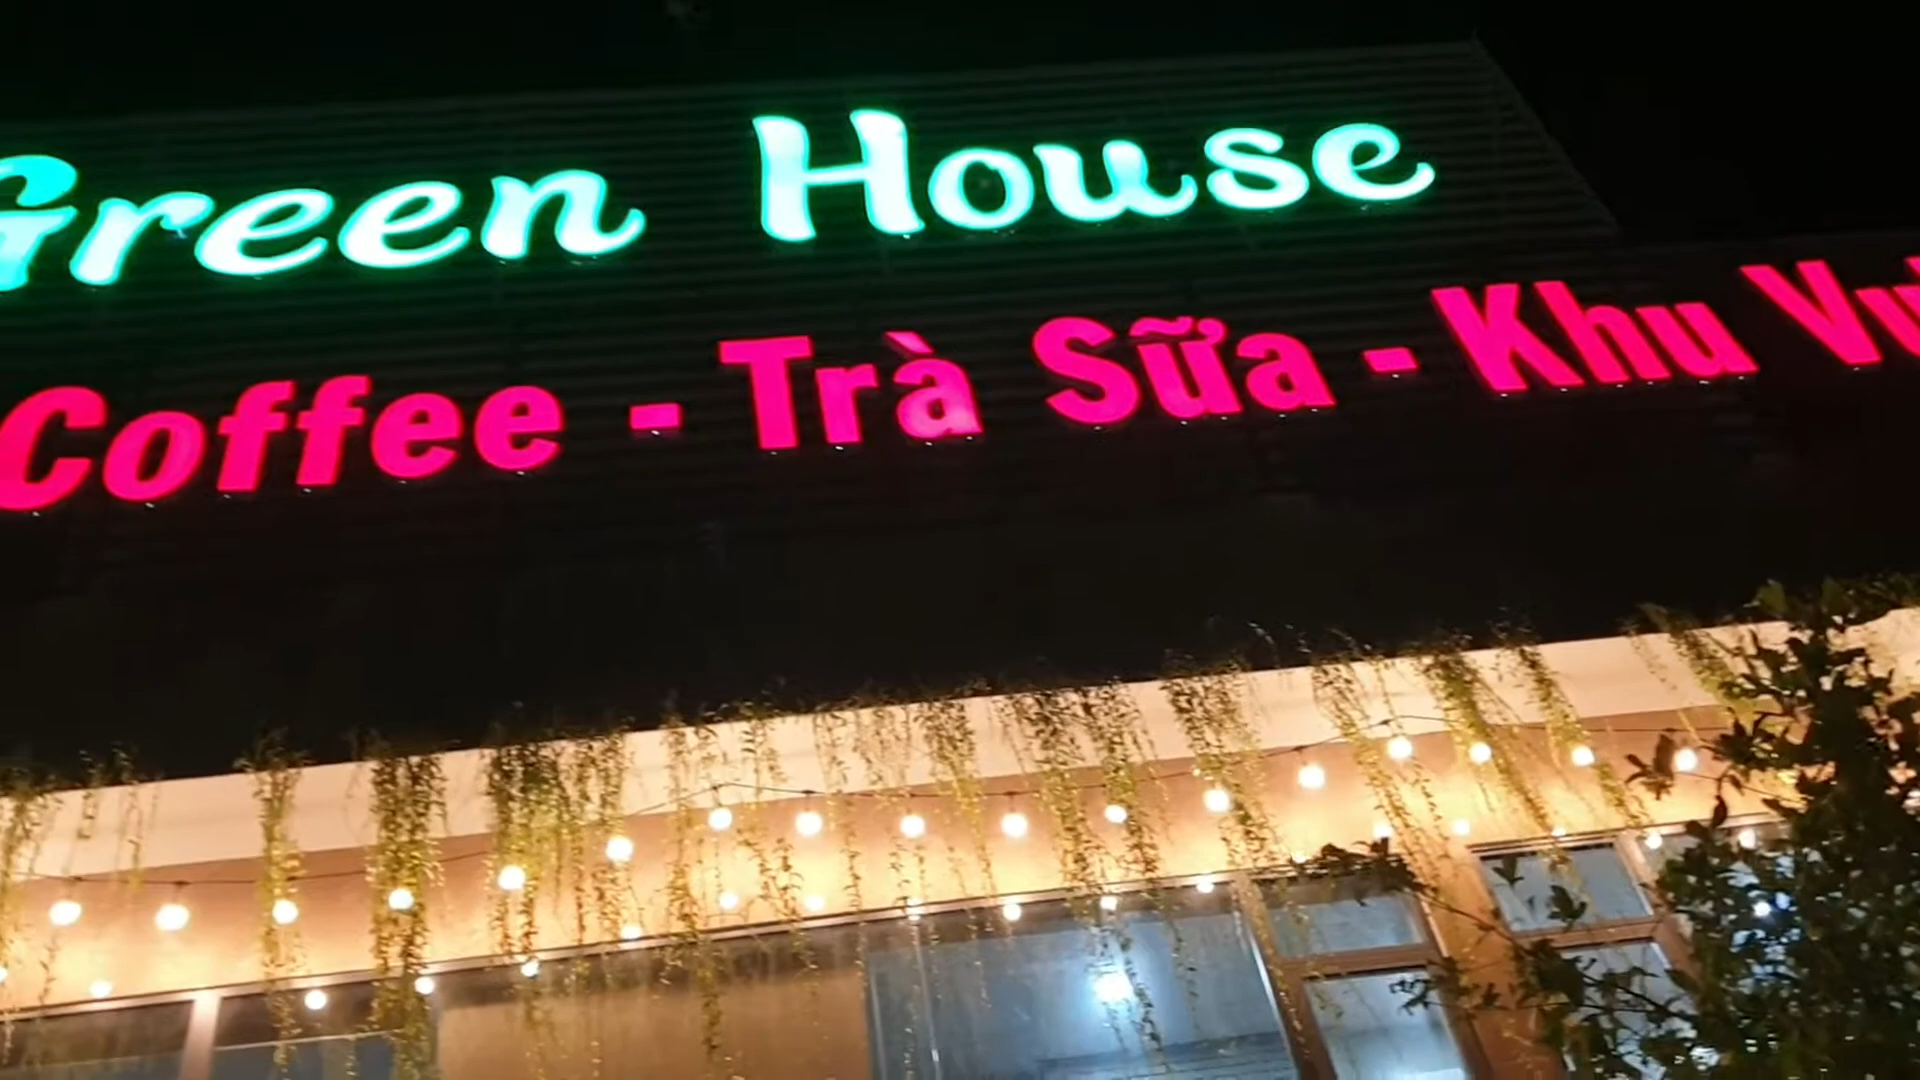 Green House
Coffee - Trà Sữa - Khu